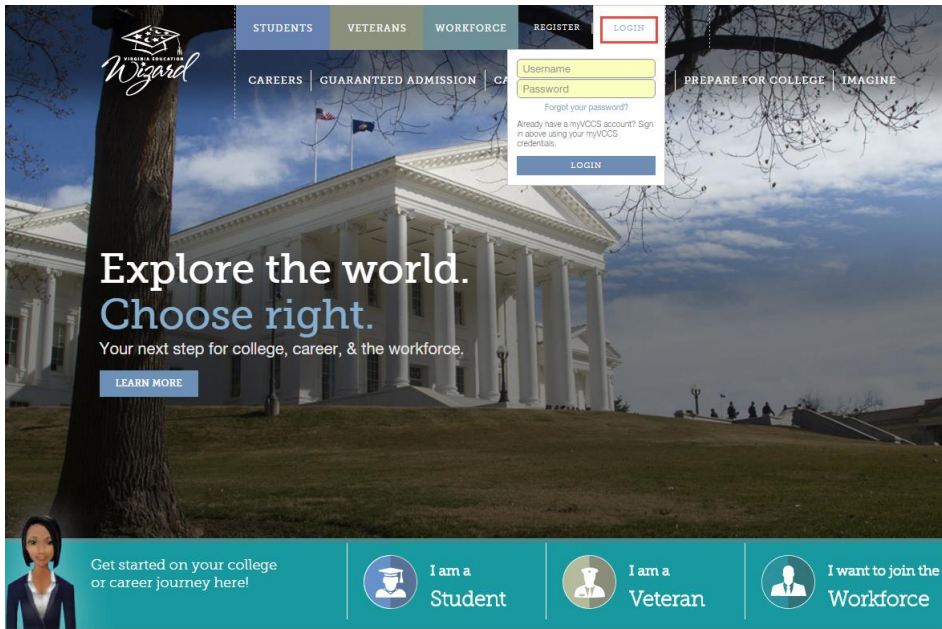 STUDENTS VETERANS WORKFORCE REGISTER LOGIN
VIRGINIA EDUCATION
Wizard
CAREERS GUARANTEED ADMISSION CA PREPARE FOR COLLEGE IMAGINE
Username
Password
Forgot your password?
Already have a myVCCS account? Sign
in above using your myVCCS
credentials.
LOGIN
Explore the world.
Choose right.
Your next step for college, career, & the workforce.
LEARN MORE
Get started on your college
or career journey here!
I am a
Student
I am a
Veteran
I want to join the
Workforce